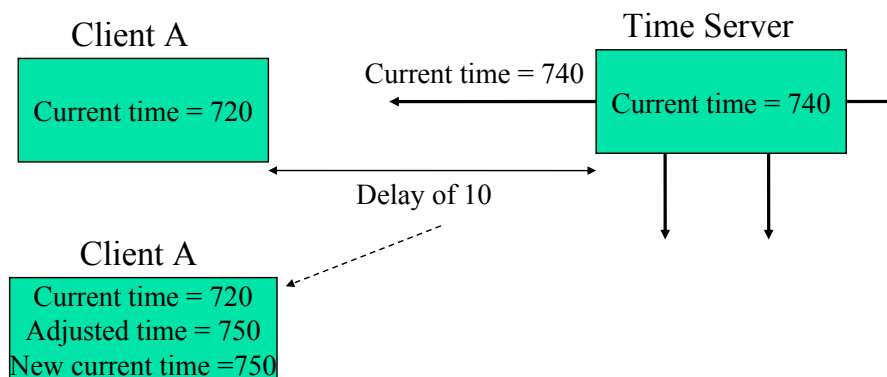 Client A
Time Server
Current time = 740
Current time = 720
Current time = 740
Delay of 10
Client A
Current time = 720
Adjusted time = 750
New current time =750